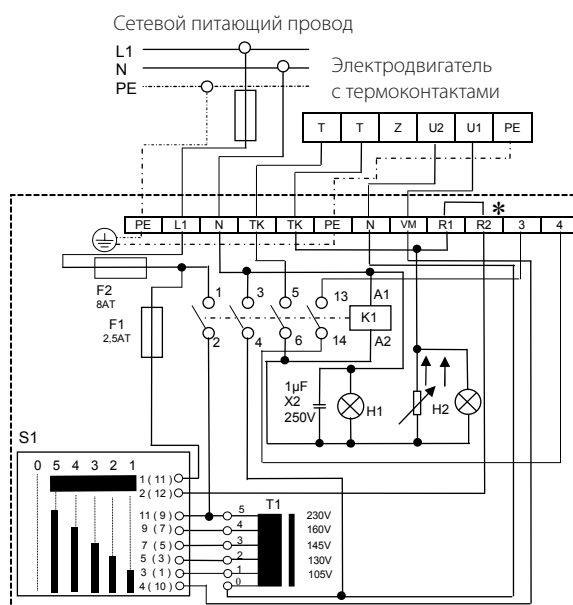 Сетевой питающий провод
L1
N
PE
Электродвигатель
с термоконтактами
T T Z U2 U1 PE
*
PE L1 N TK TK PE N VM R1 R2 3 4
F2
8AT
F1
2,5AT
1 3 5 13 A1
K1
2 4 6 14 A2
1µF
X2
250V
H1
H2
S1
0 5 4 3 2 1
1 (11)
2 (12)
T1
11 (9) 5 230V
9 (7) 4 160V
7 (5) 3 145V
5 (3) 2 130V
3 (1) 1 105V
4 (10) 0